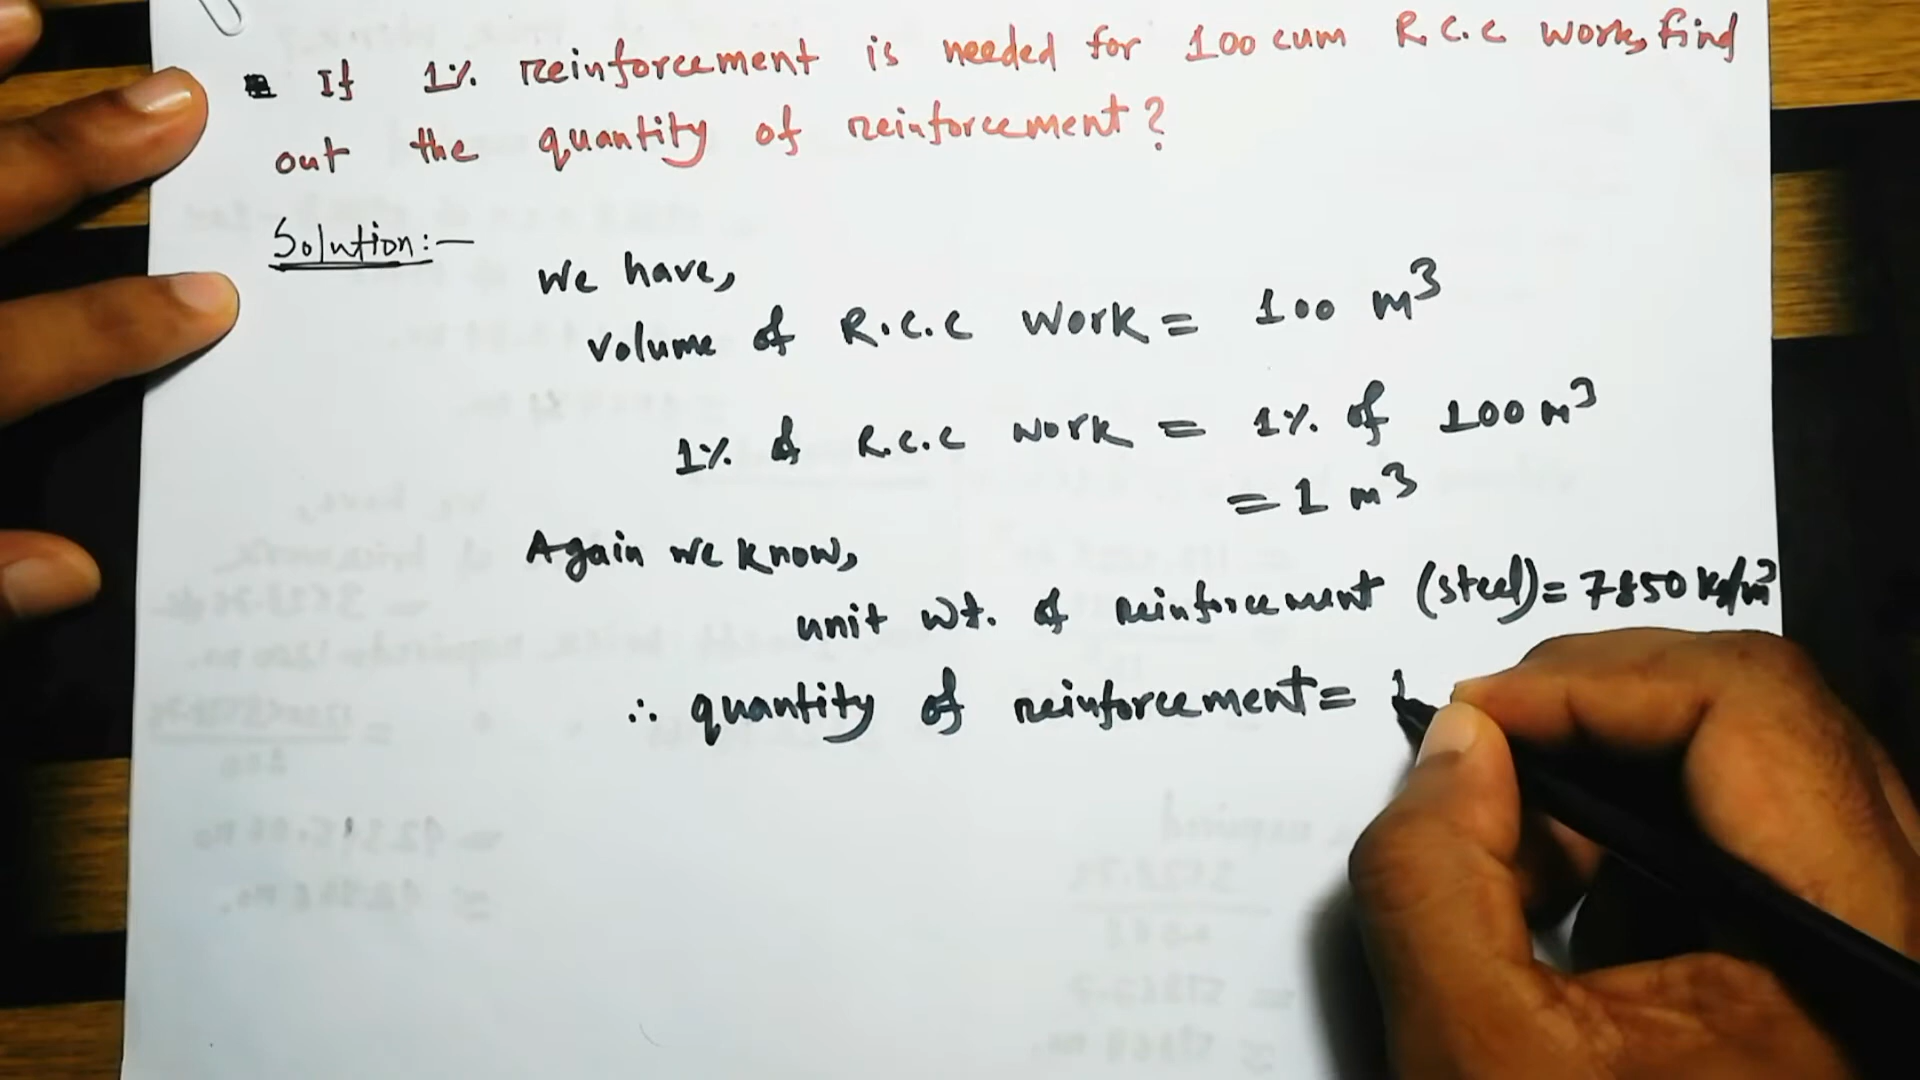 If 1% reinforcement is needed for 100 cum R.C.C work, find
out the quantity of reinforcement?
Solution:-
We have,
volume of R.C.C work = 100 m³
1% of R.C.C work = 1% of 100 m³
= 1 m³
Again we know,
unit wt. of reinforcement (steel) = 7850 kg/m³
∴ quantity of reinforcement = 1